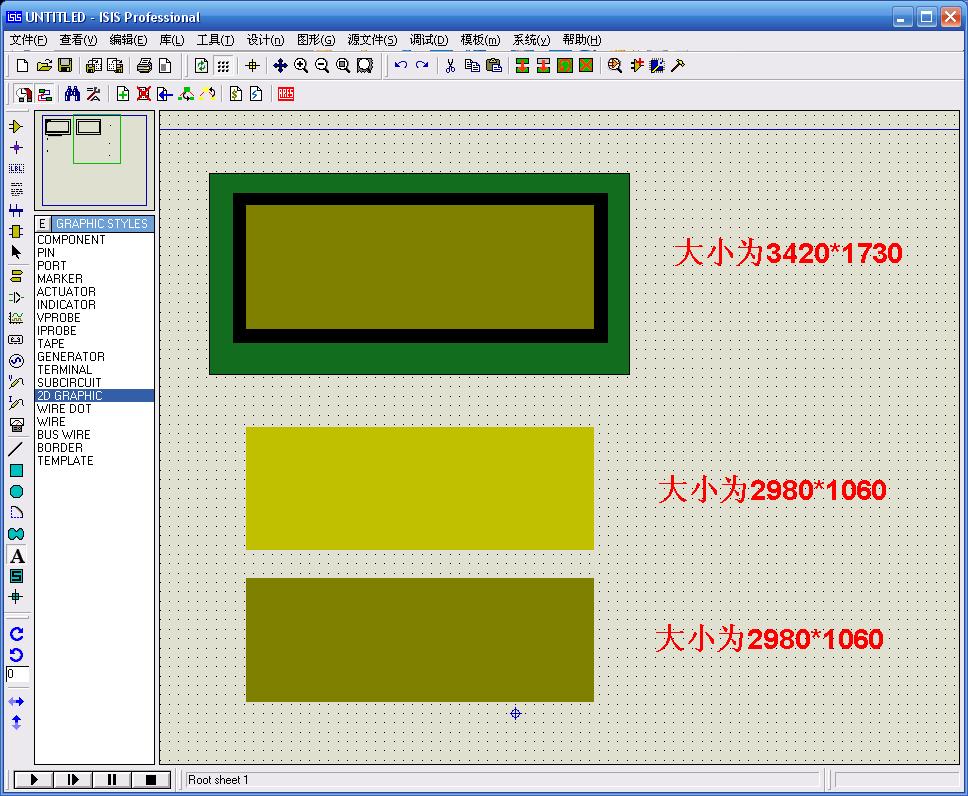 UNTITLED - ISIS Professional
文件(F) 查看(V) 编辑(E) 库(L) 工具(T) 设计(n) 图形(G) 源文件(S) 调试(D) 模板(m) 系统(y) 帮助(H)
ARES
LBL
E GRAPHIC STYLES
COMPONENT
PIN
PORT
MARKER
ACTUATOR
INDICATOR
VPROBE
IPROBE
TAPE
GENERATOR
TERMINAL
SUBCIRCUIT
2D GRAPHIC
WIRE DOT
WIRE
BUS WIRE
BORDER
TEMPLATE
A
0
大小为3420*1730
大小为2980*1060
大小为2980*1060
Root sheet 1